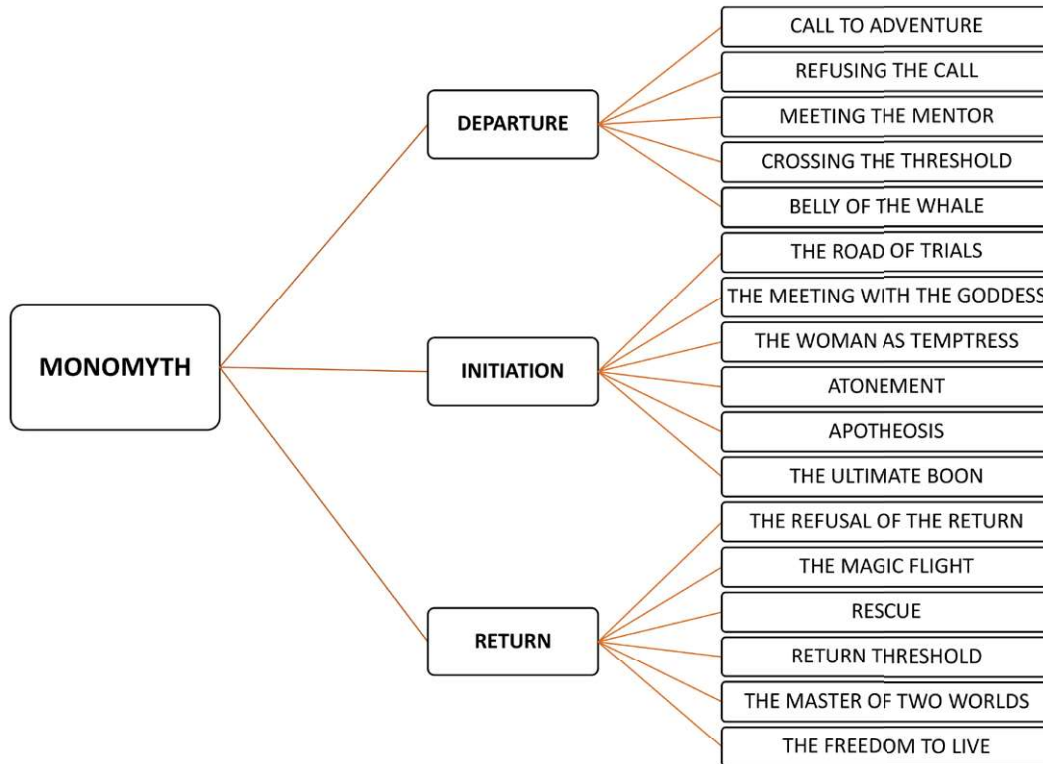 MONOMYTH
DEPARTURE
CALL TO ADVENTURE
REFUSING THE CALL
MEETING THE MENTOR
CROSSING THE THRESHOLD
BELLY OF THE WHALE
INITIATION
THE ROAD OF TRIALS
THE MEETING WITH THE GODDESS
THE WOMAN AS TEMPTRESS
ATONEMENT
APOTHEOSIS
THE ULTIMATE BOON
RETURN
THE REFUSAL OF THE RETURN
THE MAGIC FLIGHT
RESCUE
RETURN THRESHOLD
THE MASTER OF TWO WORLDS
THE FREEDOM TO LIVE